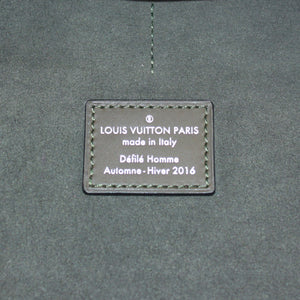 LOUIS VUITTON PARIS
made in Italy
Défilé Homme
Automne-Hiver 2016